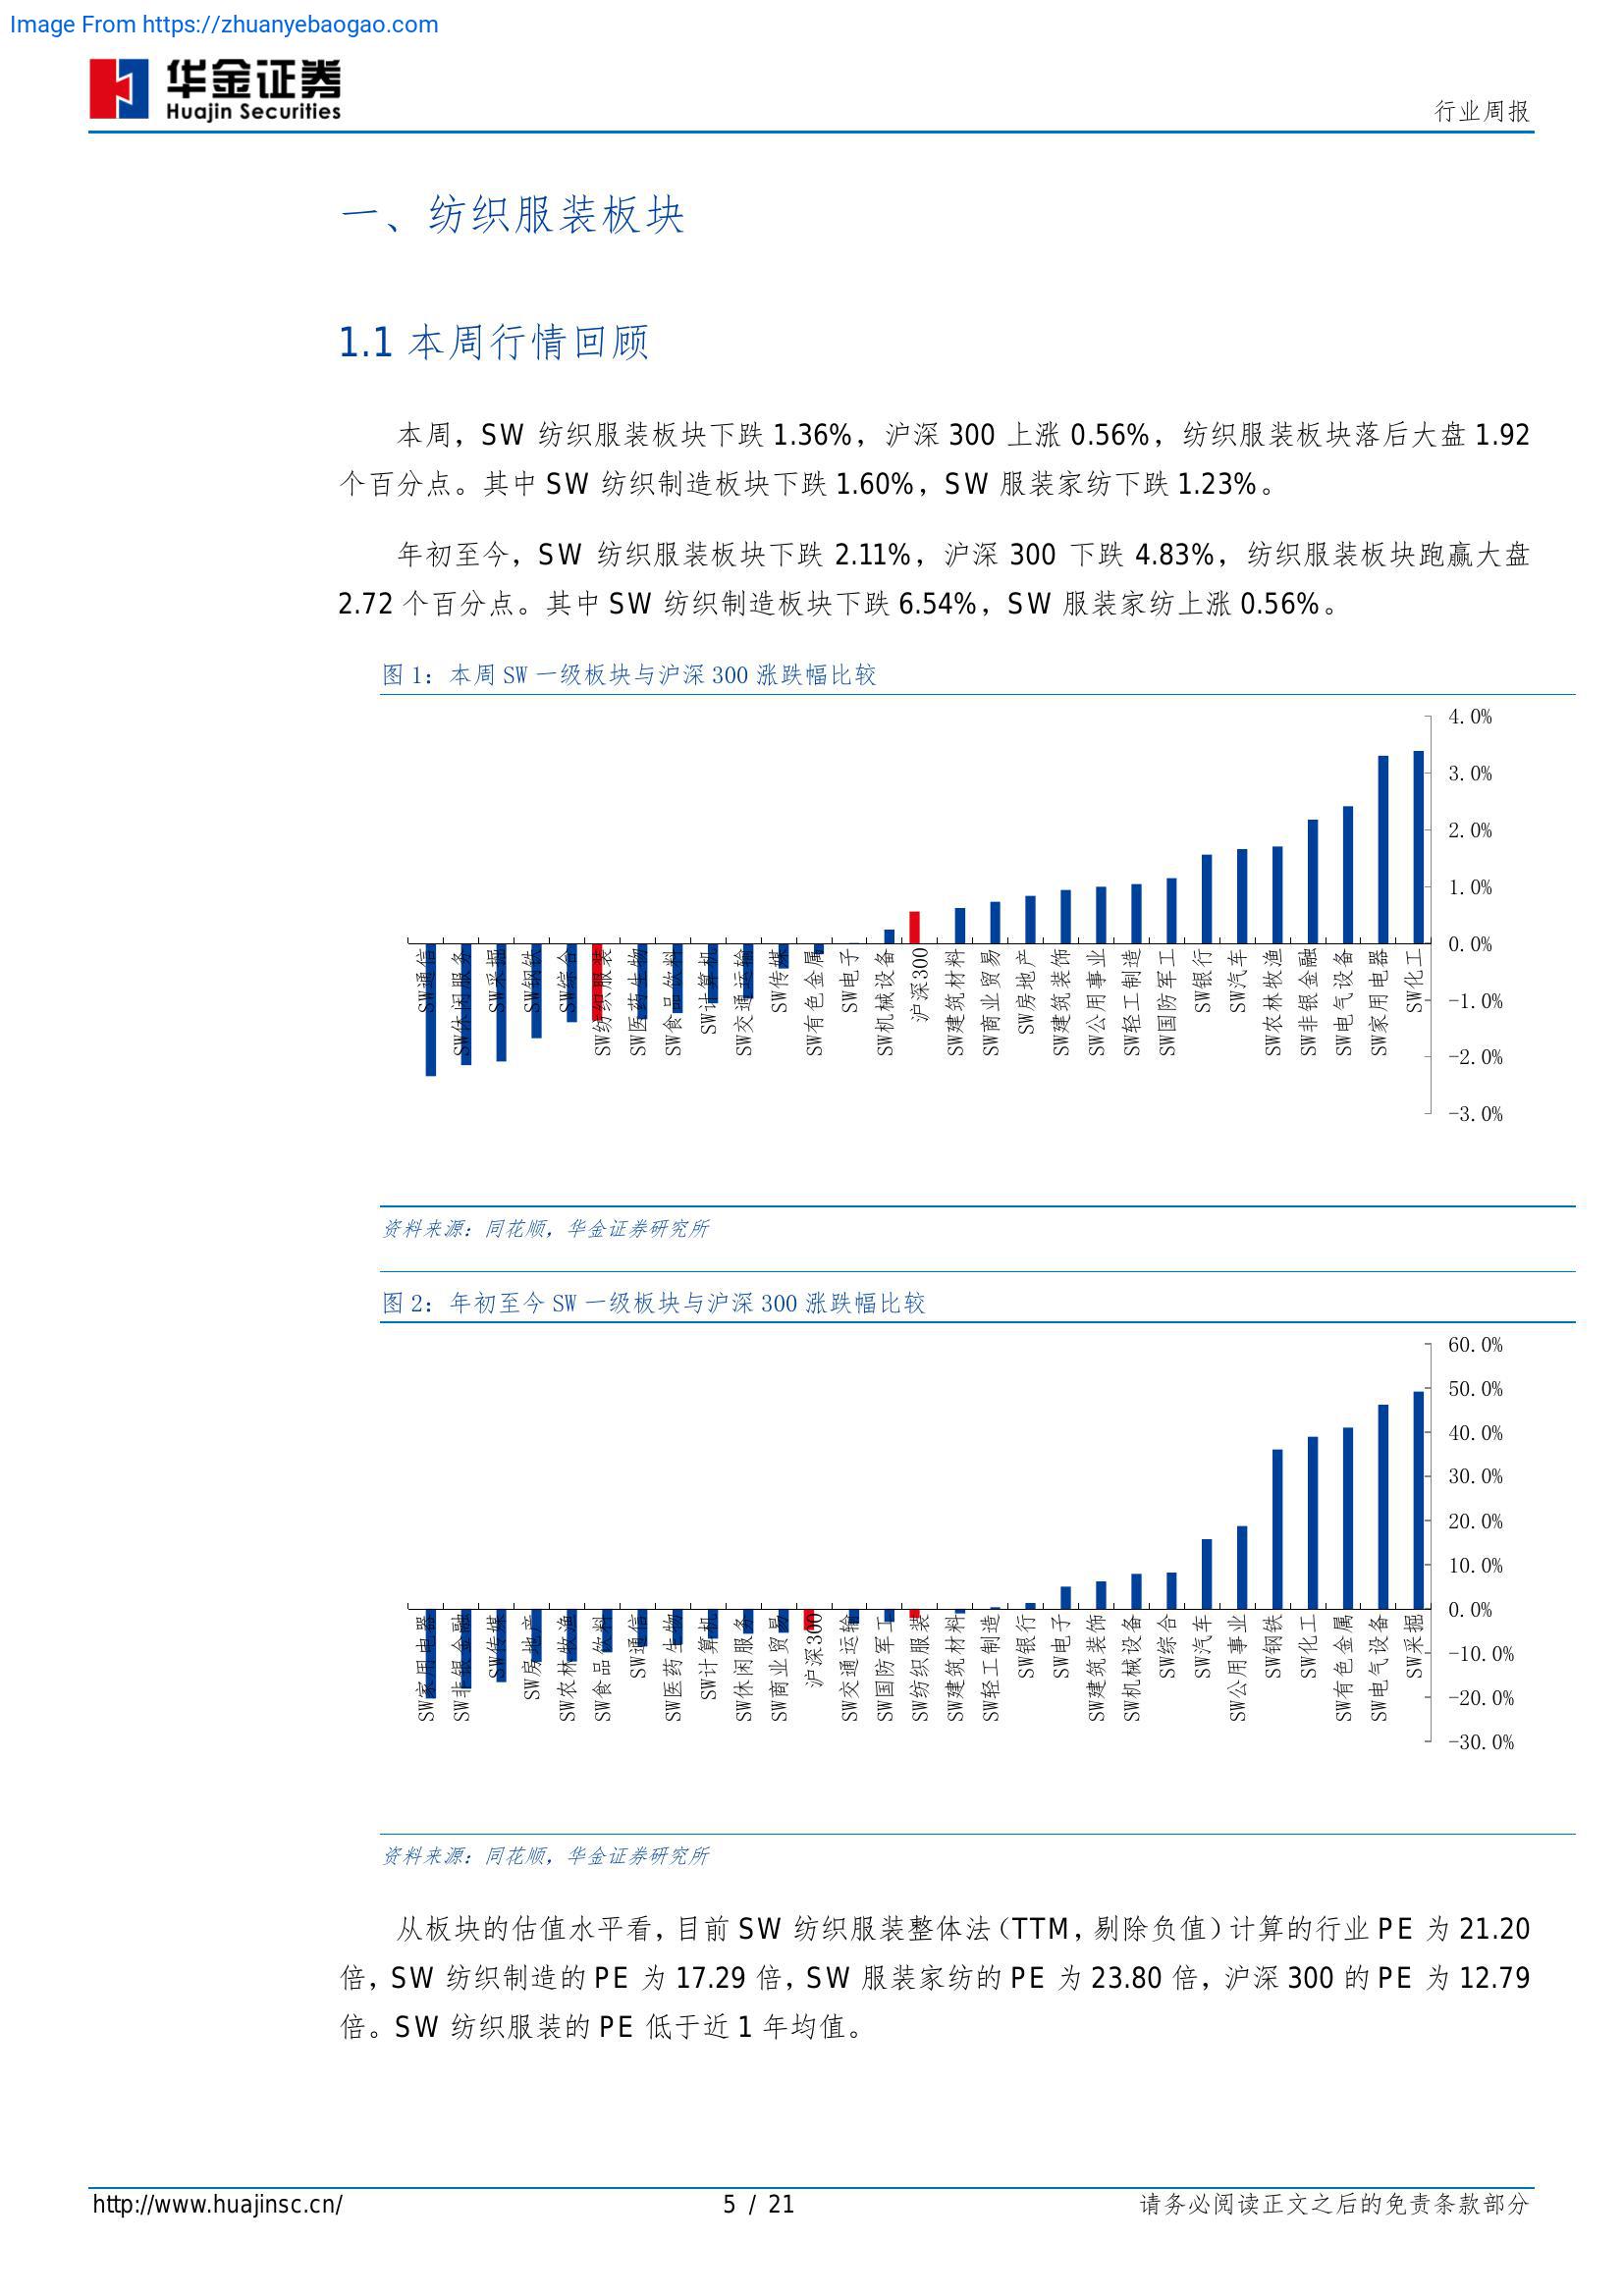 Image From https://zhuanyebaogao.com
华金证券
Huajin Securities
行业周报
一、纺织服装板块
1.1 本周行情回顾
本周，SW 纺织服装板块下跌 1.36%，沪深 300 上涨 0.56%，纺织服装板块落后大盘 1.92
个百分点。其中 SW 纺织制造板块下跌 1.60%，SW 服装家纺下跌 1.23%。
年初至今，SW 纺织服装板块下跌 2.11%，沪深 300 下跌 4.83%，纺织服装板块跑赢大盘
2.72 个百分点。其中 SW 纺织制造板块下跌 6.54%，SW 服装家纺上涨 0.56%。
图 1：本周 SW 一级板块与沪深 300 涨跌幅比较
4.0%
3.0%
2.0%
1.0%
0.0%
-1.0%
-2.0%
-3.0%
SW通信
SW休闲服务
SW采掘
SW钢铁
SW综合
SW纺织服装
SW医药生物
SW食品饮料
SW计算机
SW交通运输
SW传媒
SW有色金属
SW电子
SW机械设备
沪深300
SW建筑材料
SW商业贸易
SW房地产
SW建筑装饰
SW公用事业
SW轻工制造
SW国防军工
SW银行
SW汽车
SW农林牧渔
SW非银金融
SW电气设备
SW家用电器
SW化工
资料来源：同花顺，华金证券研究所
图 2：年初至今 SW 一级板块与沪深 300 涨跌幅比较
60.0%
50.0%
40.0%
30.0%
20.0%
10.0%
0.0%
-10.0%
-20.0%
-30.0%
SW家用电器
SW非银金融
SW传媒
SW房地产
SW农林牧渔
SW食品饮料
SW通信
SW医药生物
SW计算机
SW休闲服务
SW商业贸易
沪深300
SW交通运输
SW国防军工
SW纺织服装
SW建筑材料
SW轻工制造
SW银行
SW电子
SW建筑装饰
SW机械设备
SW综合
SW汽车
SW公用事业
SW钢铁
SW化工
SW有色金属
SW电气设备
SW采掘
资料来源：同花顺，华金证券研究所
从板块的估值水平看，目前 SW 纺织服装整体法（TTM，剔除负值）计算的行业 PE 为 21.20
倍，SW 纺织制造的 PE 为 17.29 倍，SW 服装家纺的 PE 为 23.80 倍，沪深 300 的 PE 为 12.79
倍。SW 纺织服装的 PE 低于近 1 年均值。
http://www.huajinsc.cn/
5 / 21
请务必阅读正文之后的免责条款部分